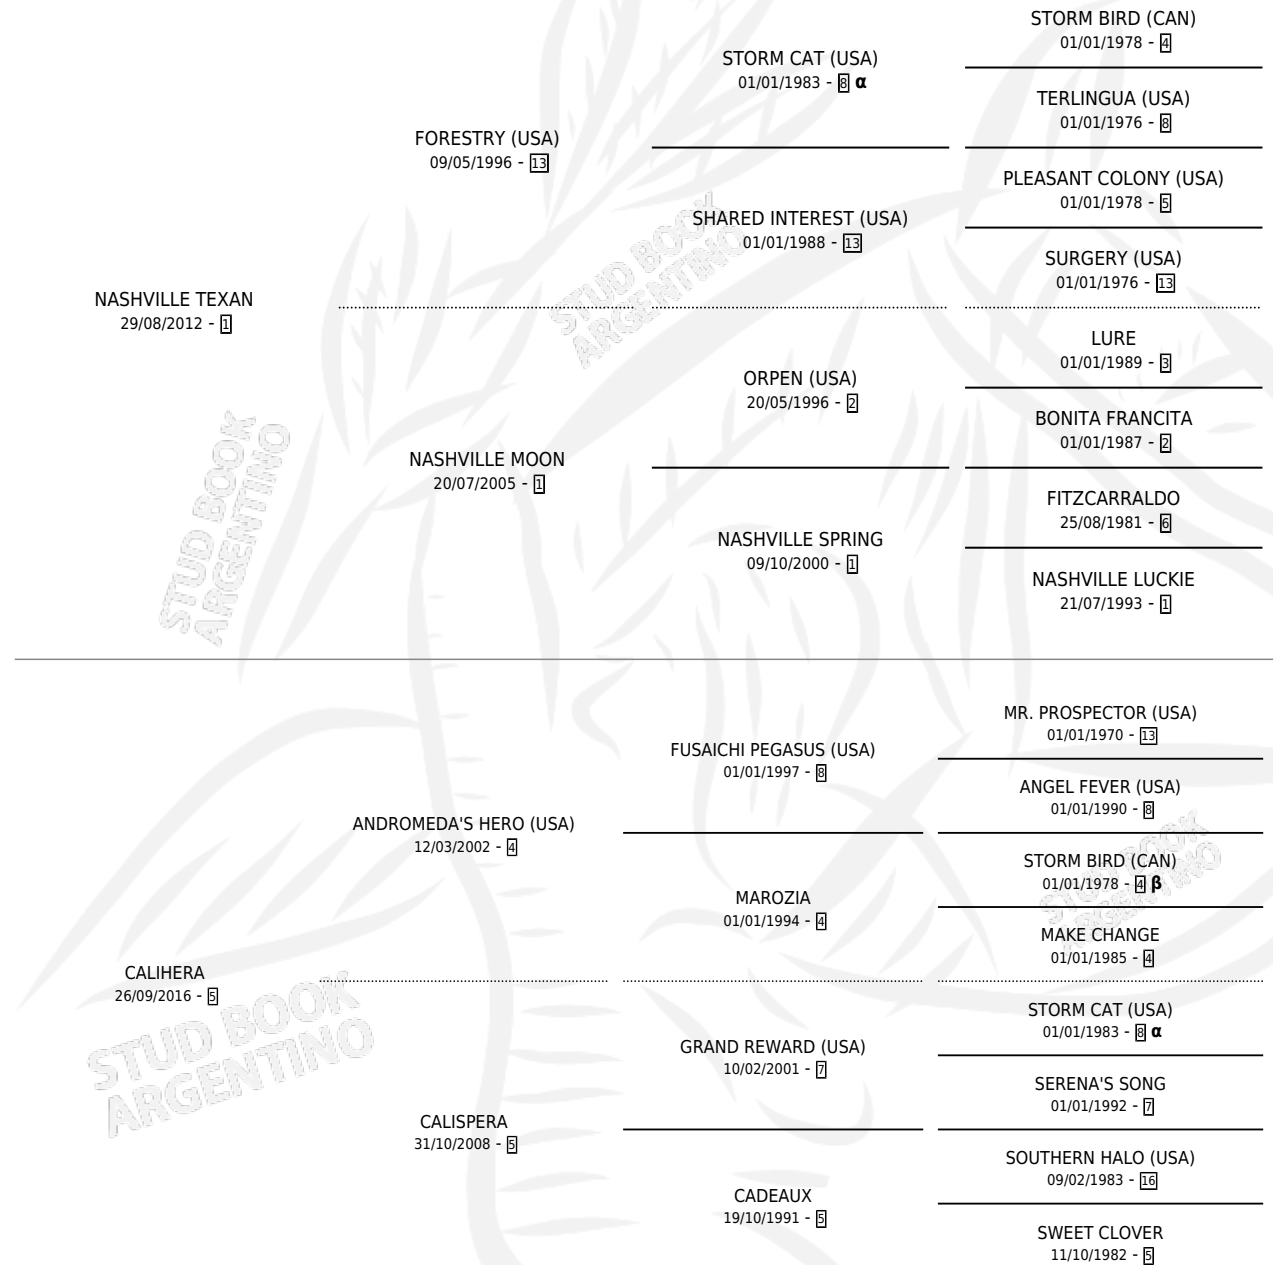 STORM BIRD (CAN)
01/01/1978 - 4
STORM CAT (USA)
01/01/1983 - 8 α
TERLINGUA (USA)
01/01/1976 - 8
FORESTRY (USA)
09/05/1996 - 13
PLEASANT COLONY (USA)
01/01/1978 - 5
SHARED INTEREST (USA)
01/01/1988 - 13
SURGERY (USA)
01/01/1976 - 13
NASHVILLE TEXAN
29/08/2012 - 1
LURE
01/01/1989 - 3
ORPEN (USA)
20/05/1996 - 2
BONITA FRANCITA
01/01/1987 - 2
NASHVILLE MOON
20/07/2005 - 1
FITZCARRALDO
25/08/1981 - 6
NASHVILLE SPRING
09/10/2000 - 1
NASHVILLE LUCKIE
21/07/1993 - 1
MR. PROSPECTOR (USA)
01/01/1970 - 13
FUSAICHI PEGASUS (USA)
01/01/1997 - 8
ANGEL FEVER (USA)
01/01/1990 - 8
ANDROMEDA'S HERO (USA)
12/03/2002 - 4
STORM BIRD (CAN)
01/01/1978 - 4 β
MAROZIA
01/01/1994 - 4
MAKE CHANGE
01/01/1985 - 4
CALIHERA
26/09/2016 - 5
STORM CAT (USA)
01/01/1983 - 8 α
GRAND REWARD (USA)
10/02/2001 - 7
SERENA'S SONG
01/01/1992 - 7
CALISPERA
31/10/2008 - 5
SOUTHERN HALO (USA)
09/02/1983 - 16
CADEAUX
19/10/1991 - 5
SWEET CLOVER
11/10/1982 - 5
STUD BOOK
ARGENTINO
STUD BOOK
ARGENTINO
STUD BOOK
ARGENTINO
STUD BOOK
ARGENTINO